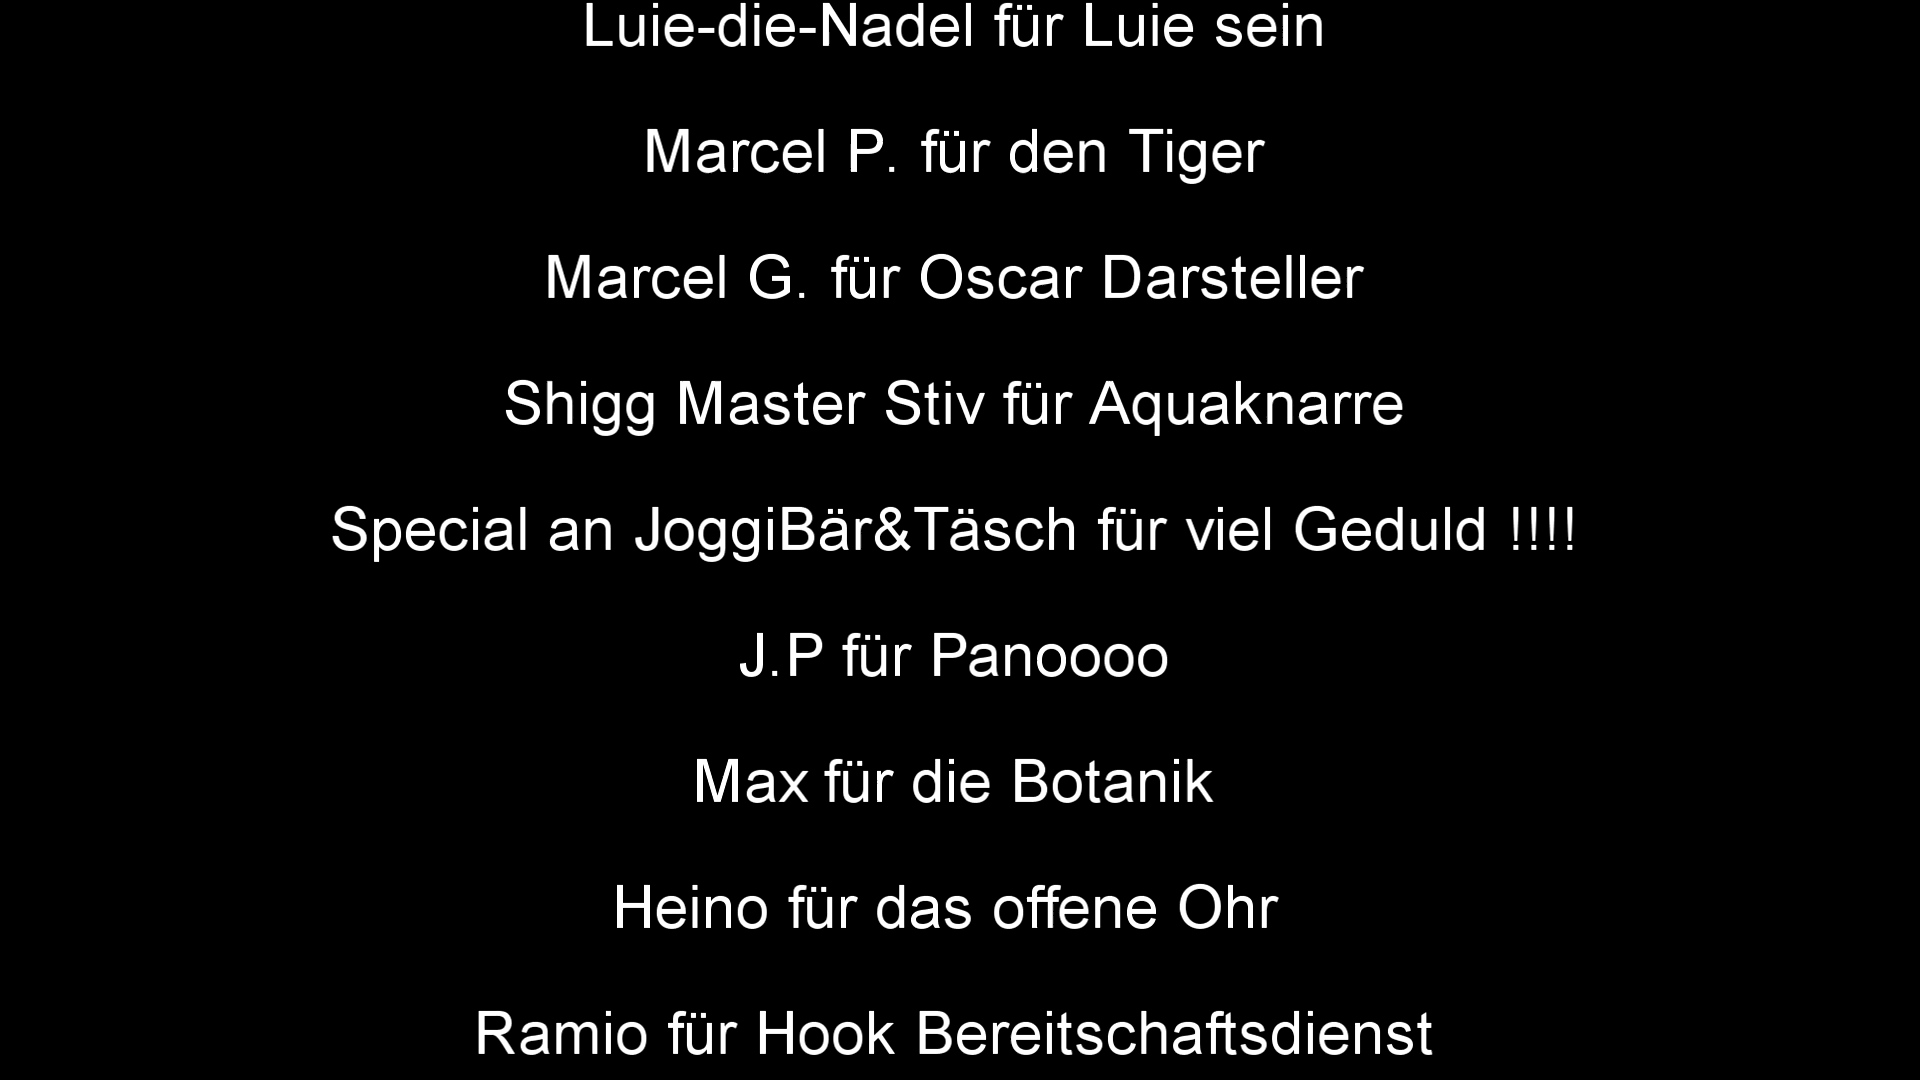 Luie-die-Nadel für Luie sein
Marcel P. für den Tiger
Marcel G. für Oscar Darsteller
Shigg Master Stiv für Aquaknarre
Special an JoggiBär&Täsch für viel Geduld !!!!
J.P für Panoooo
Max für die Botanik
Heino für das offene Ohr
Ramio für Hook Bereitschaftsdienst